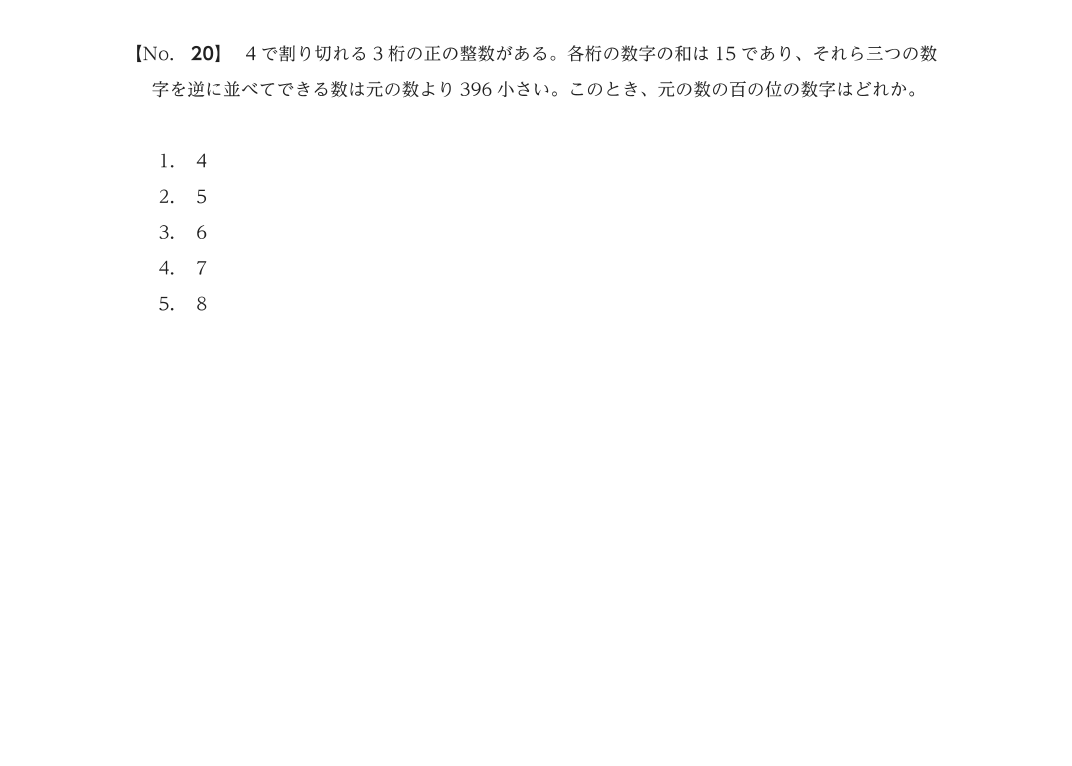 【No. 20】 4で割り切れる3桁の正の整数がある。各桁の数字の和は15であり、それら三つの数
字を逆に並べてできる数は元の数より396小さい。このとき、元の数の百の位の数字はどれか。
1. 4
2. 5
3. 6
4. 7
5. 8